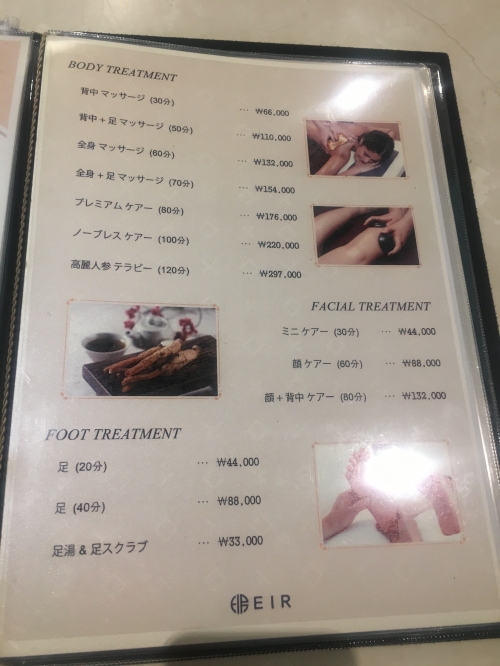 BODY TREATMENT
背中 マッサージ (30分) ··· ₩66,000
背中 + 足 マッサージ (50分) ··· ₩110,000
全身 マッサージ (60分) ··· ₩132,000
全身 + 足 マッサージ (70分) ··· ₩154,000
プレミアム ケアー (80分) ··· ₩176,000
ノーブレス ケアー (100分) ··· ₩220,000
高麗人参 テラピー (120分) ··· ₩297,000
FACIAL TREATMENT
ミニ ケアー (30分) ··· ₩44,000
顔 ケアー (60分) ··· ₩88,000
顔 + 背中 ケアー (80分) ··· ₩132,000
FOOT TREATMENT
足 (20分) ··· ₩44,000
足 (40分) ··· ₩88,000
足湯 & 足スクラブ ··· ₩33,000
EIR